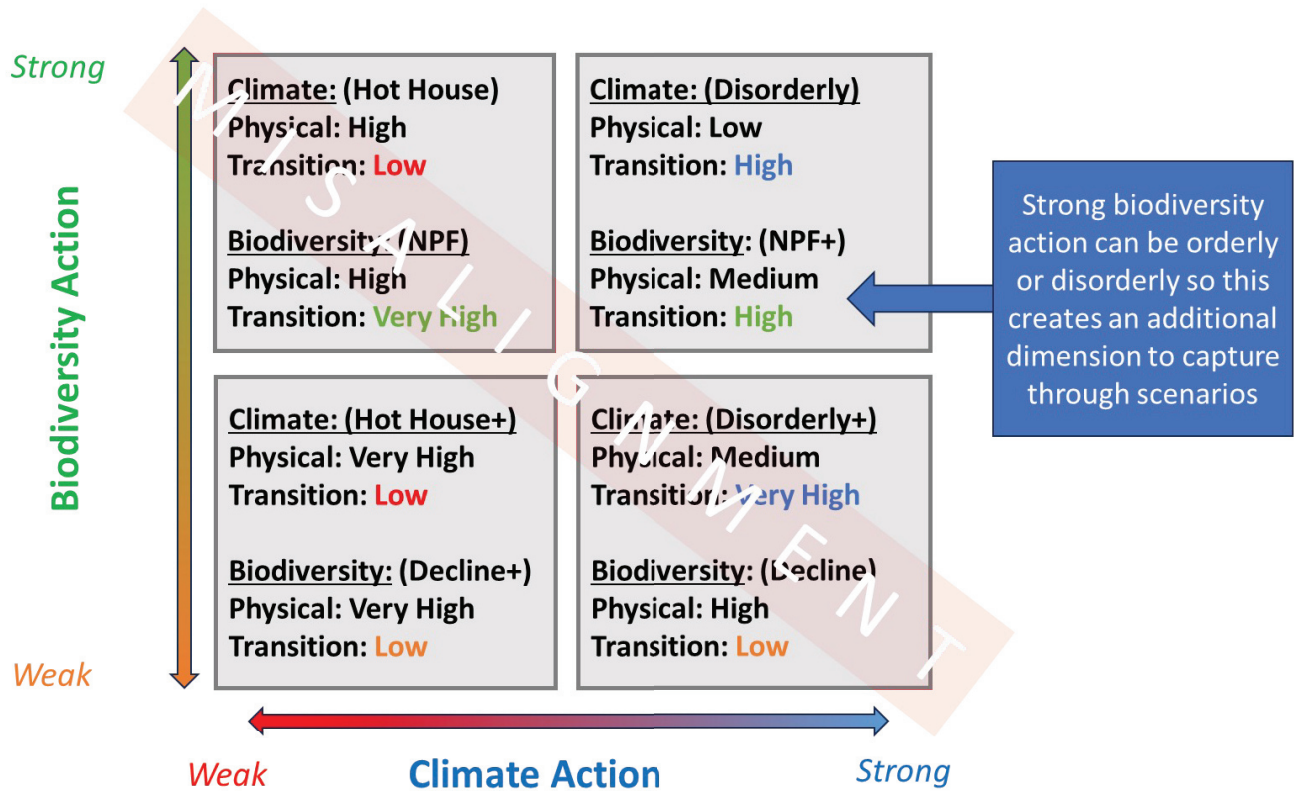 Strong
Biodiversity Action
Weak
Climate: (Hot House)
Physical: High
Transition: Low
Biodiversity: (NPF)
Physical: High
Transition: Very High
Climate: (Disorderly)
Physical: Low
Transition: High
Biodiversity: (NPF+)
Physical: Medium
Transition: High
Strong biodiversity
action can be orderly
or disorderly so this
creates an additional
dimension to capture
through scenarios
Climate: (Hot House+)
Physical: Very High
Transition: Low
Biodiversity: (Decline+)
Physical: Very High
Transition: Low
Climate: (Disorderly+)
Physical: Medium
Transition: Very High
Biodiversity: (Decline)
Physical: High
Transition: Low
MISALIGNMENT
Weak
Climate Action
Strong